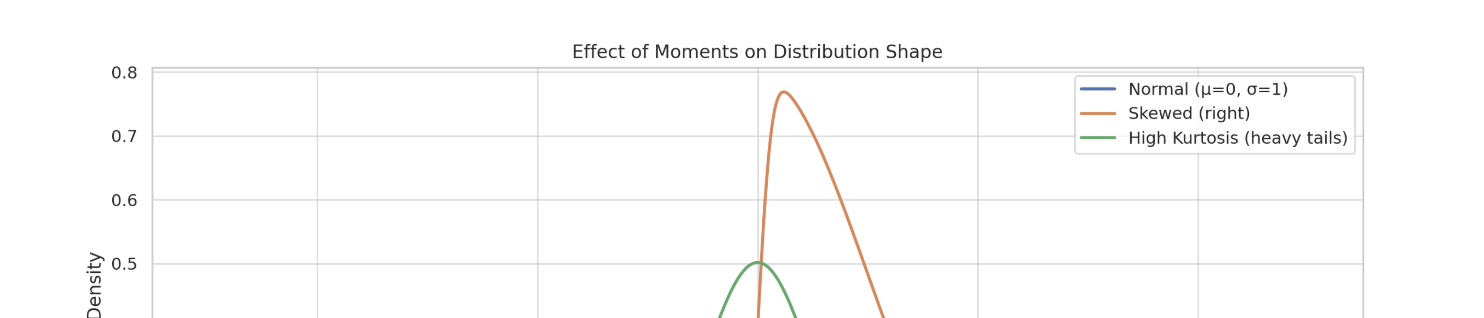 Effect of Moments on Distribution Shape
0.8
0.7
0.6
0.5
Density
Normal (μ=0, σ=1)
Skewed (right)
High Kurtosis (heavy tails)